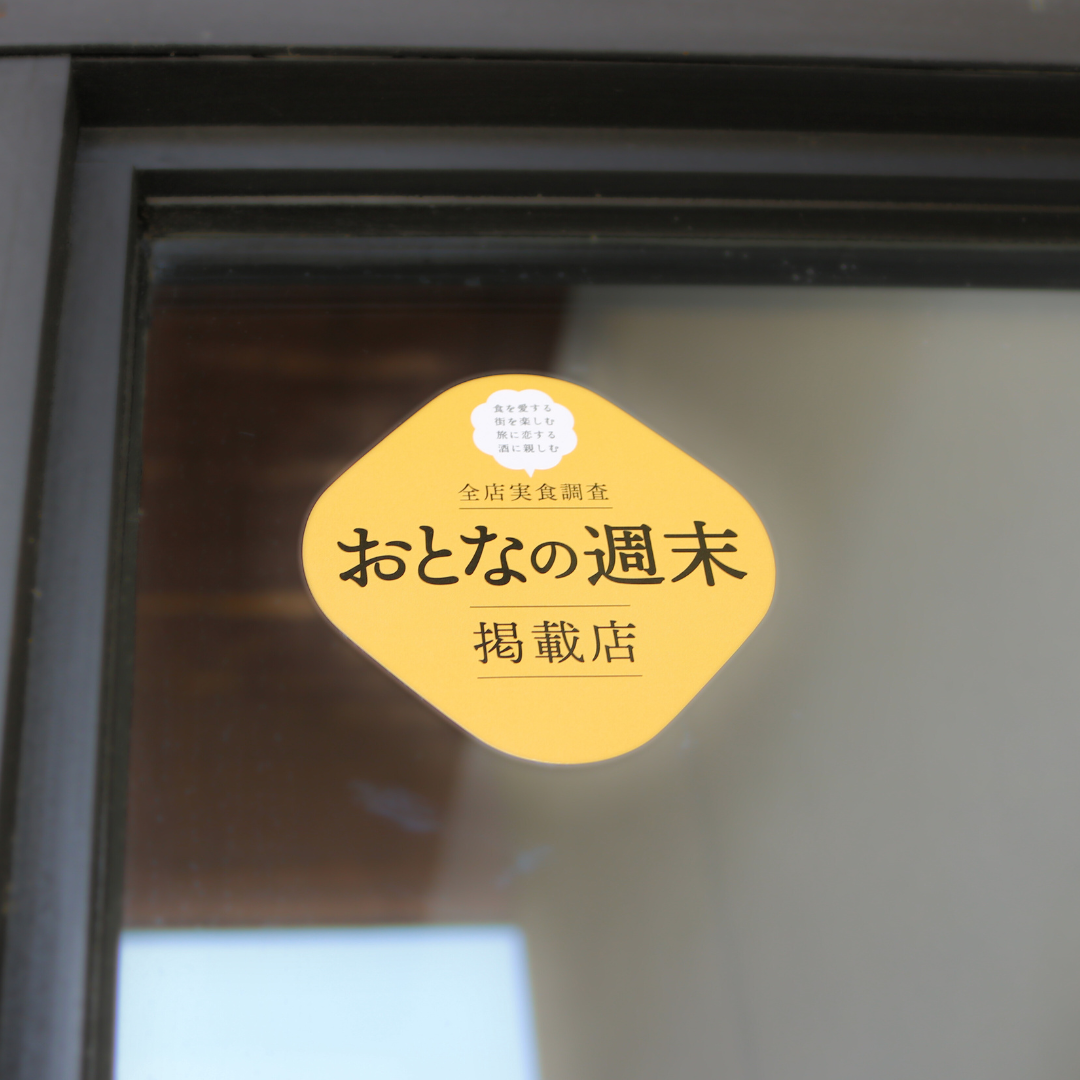 食を愛する
街を楽しむ
旅に恋する
酒に親しむ
全店実食調査
おとなの週末
掲載店